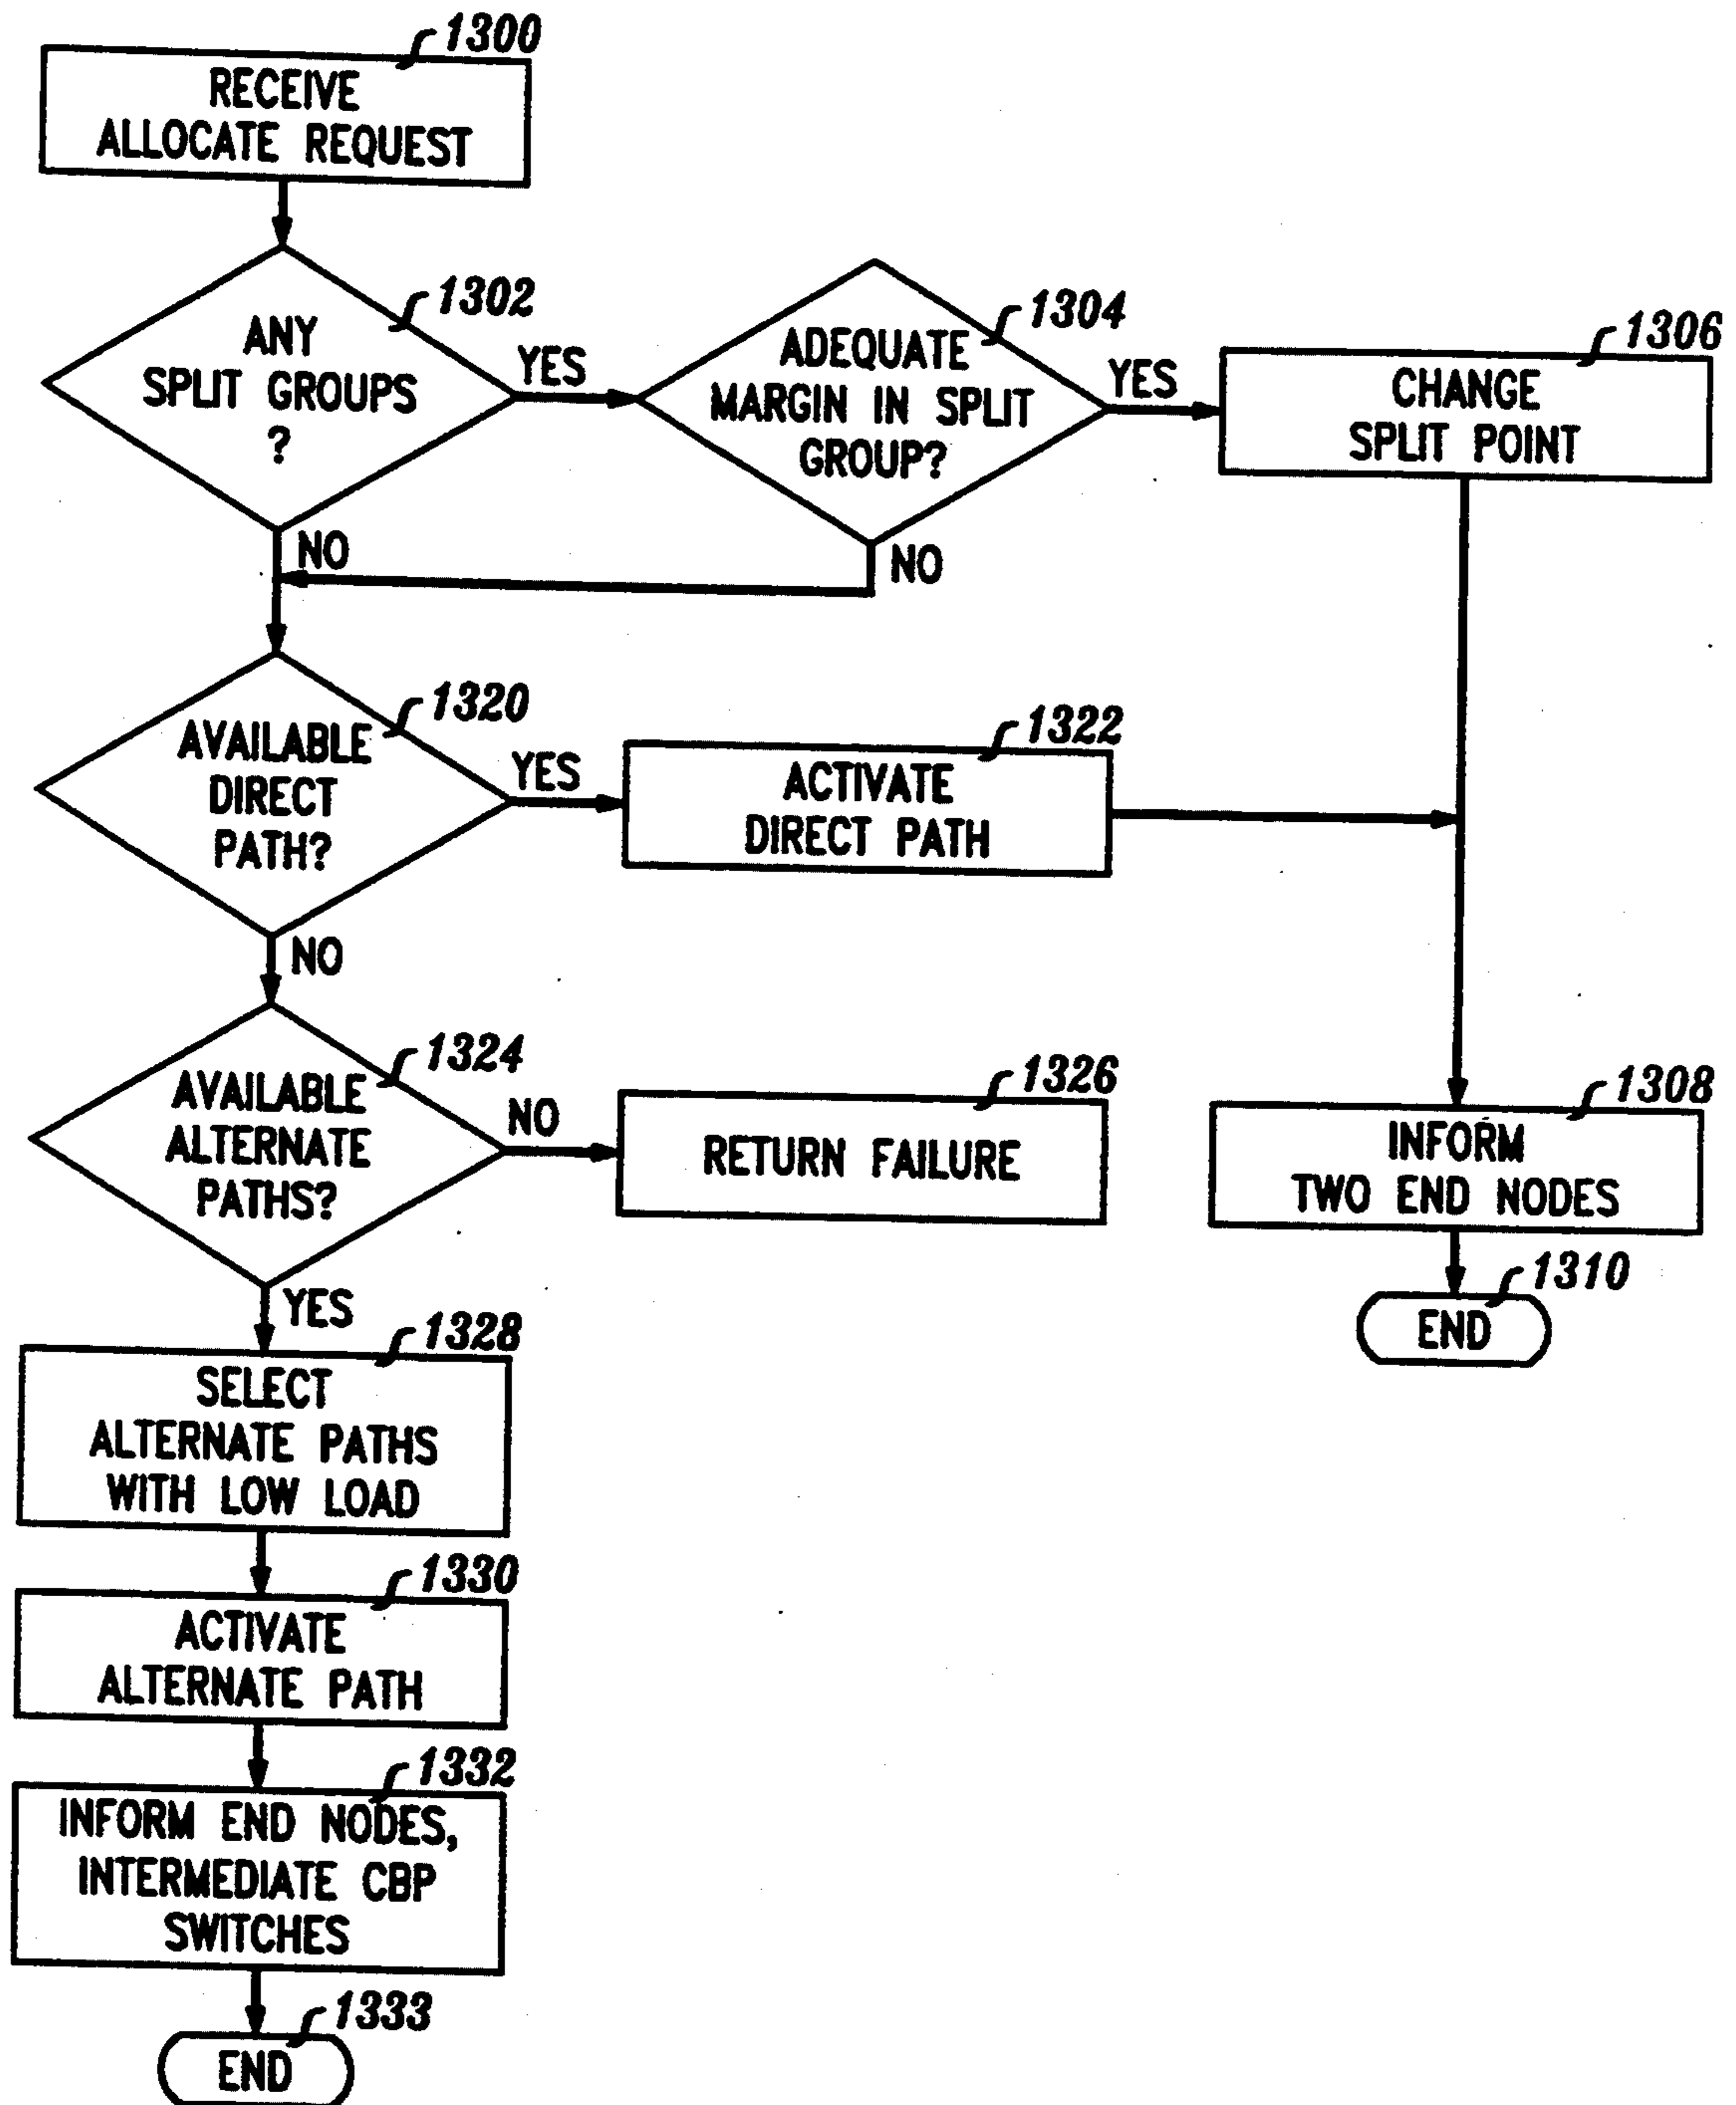 1300
RECEIVE
ALLOCATE REQUEST
1302
ANY
SPLIT GROUPS
?
YES
NO
1304
ADEQUATE
MARGIN IN SPLIT
GROUP?
YES
NO
1306
CHANGE
SPLIT POINT
1320
AVAILABLE
DIRECT
PATH?
YES
NO
1322
ACTIVATE
DIRECT PATH
1324
AVAILABLE
ALTERNATE
PATHS?
NO
YES
1326
RETURN FAILURE
1308
INFORM
TWO END NODES
1310
END
1328
SELECT
ALTERNATE PATHS
WITH LOW LOAD
1330
ACTIVATE
ALTERNATE PATH
1332
INFORM END NODES,
INTERMEDIATE CBP
SWITCHES
1333
END